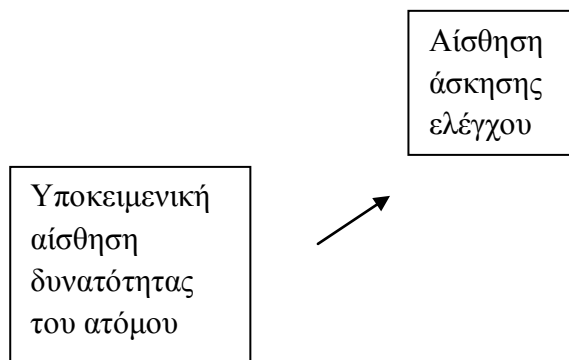 Αίσθηση
άσκησης
ελέγχου
Υποκειμενική
αίσθηση
δυνατότητας
του ατόμου